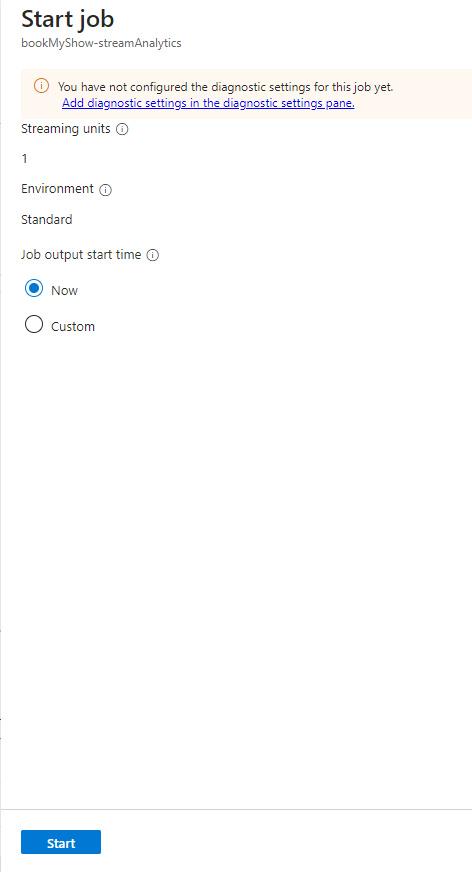 Start job
bookMyShow-streamAnalytics
You have not configured the diagnostic settings for this job yet.
Add diagnostic settings in the diagnostic settings pane.
Streaming units
1
Environment
Standard
Job output start time
Now
Custom
Start